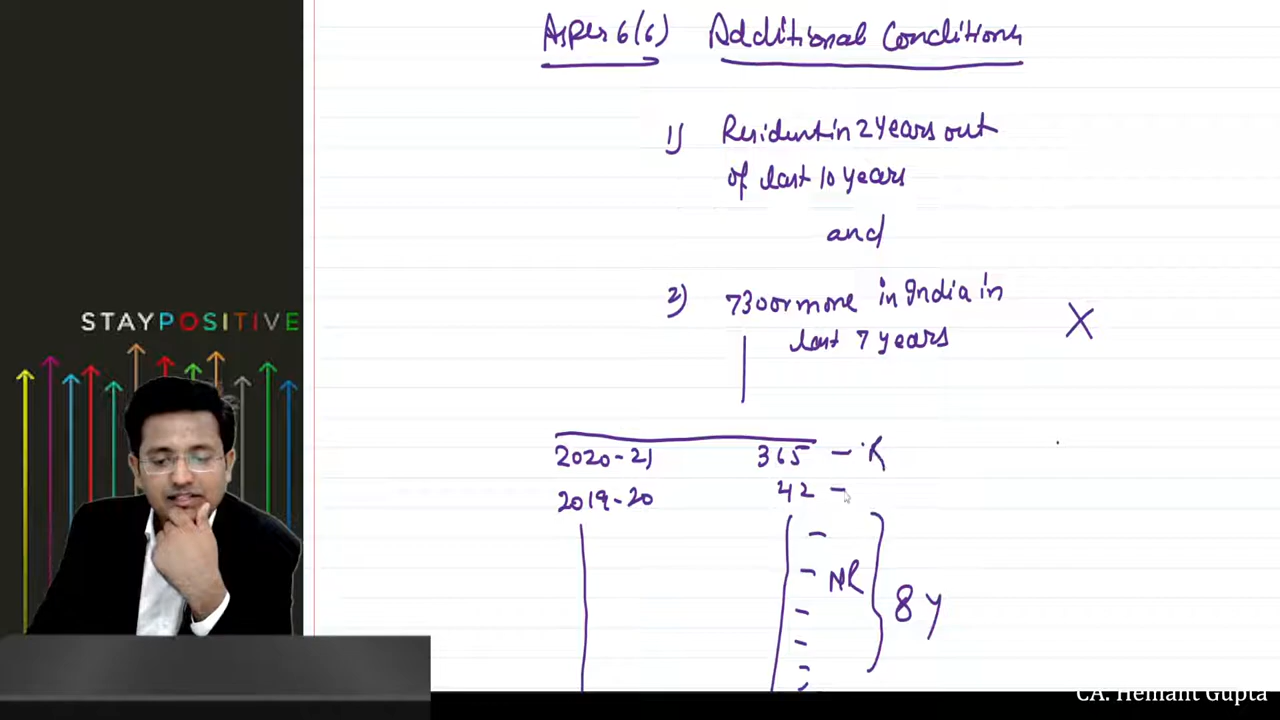 As per 6(6) Additional Conditions
1) Resident in 2 Years out
of last 10 years
and
2) 730 or more in India in
last 7 years
X
STAYPOSITIVE
2020-21 365 - R
2019-20 42 -
NR
8 y
CA. Hemant Gupta